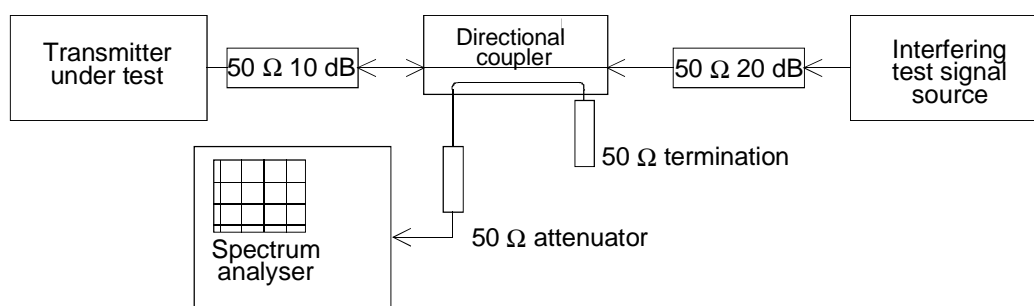 Transmitter
under test
50 Ω 10 dB
Directional
coupler
50 Ω 20 dB
Interfering
test signal
source
50 Ω termination
50 Ω attenuator
Spectrum
analyser